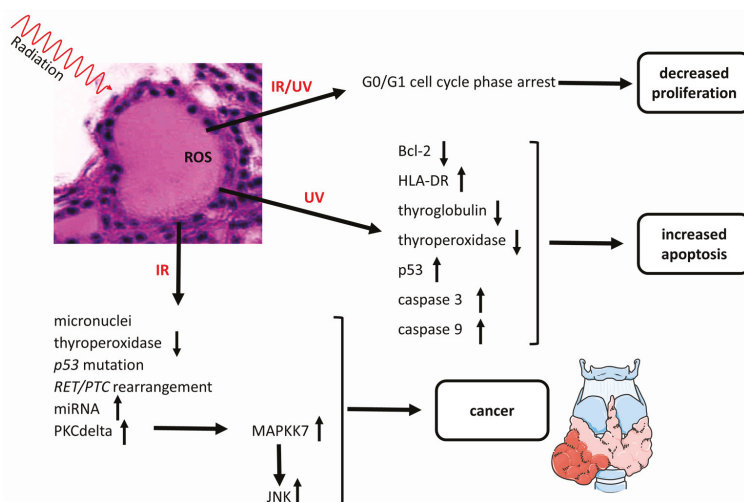 Radiation
ROS
IR/UV
G0/G1 cell cycle phase arrest
decreased
proliferation
UV
Bcl-2
HLA-DR
thyroglobulin
thyroperoxidase
p53
caspase 3
caspase 9
increased
apoptosis
IR
micronuclei
thyroperoxidase
p53 mutation
RET/PTC rearrangement
miRNA
PKCdelta
MAPKK7
JNK
cancer